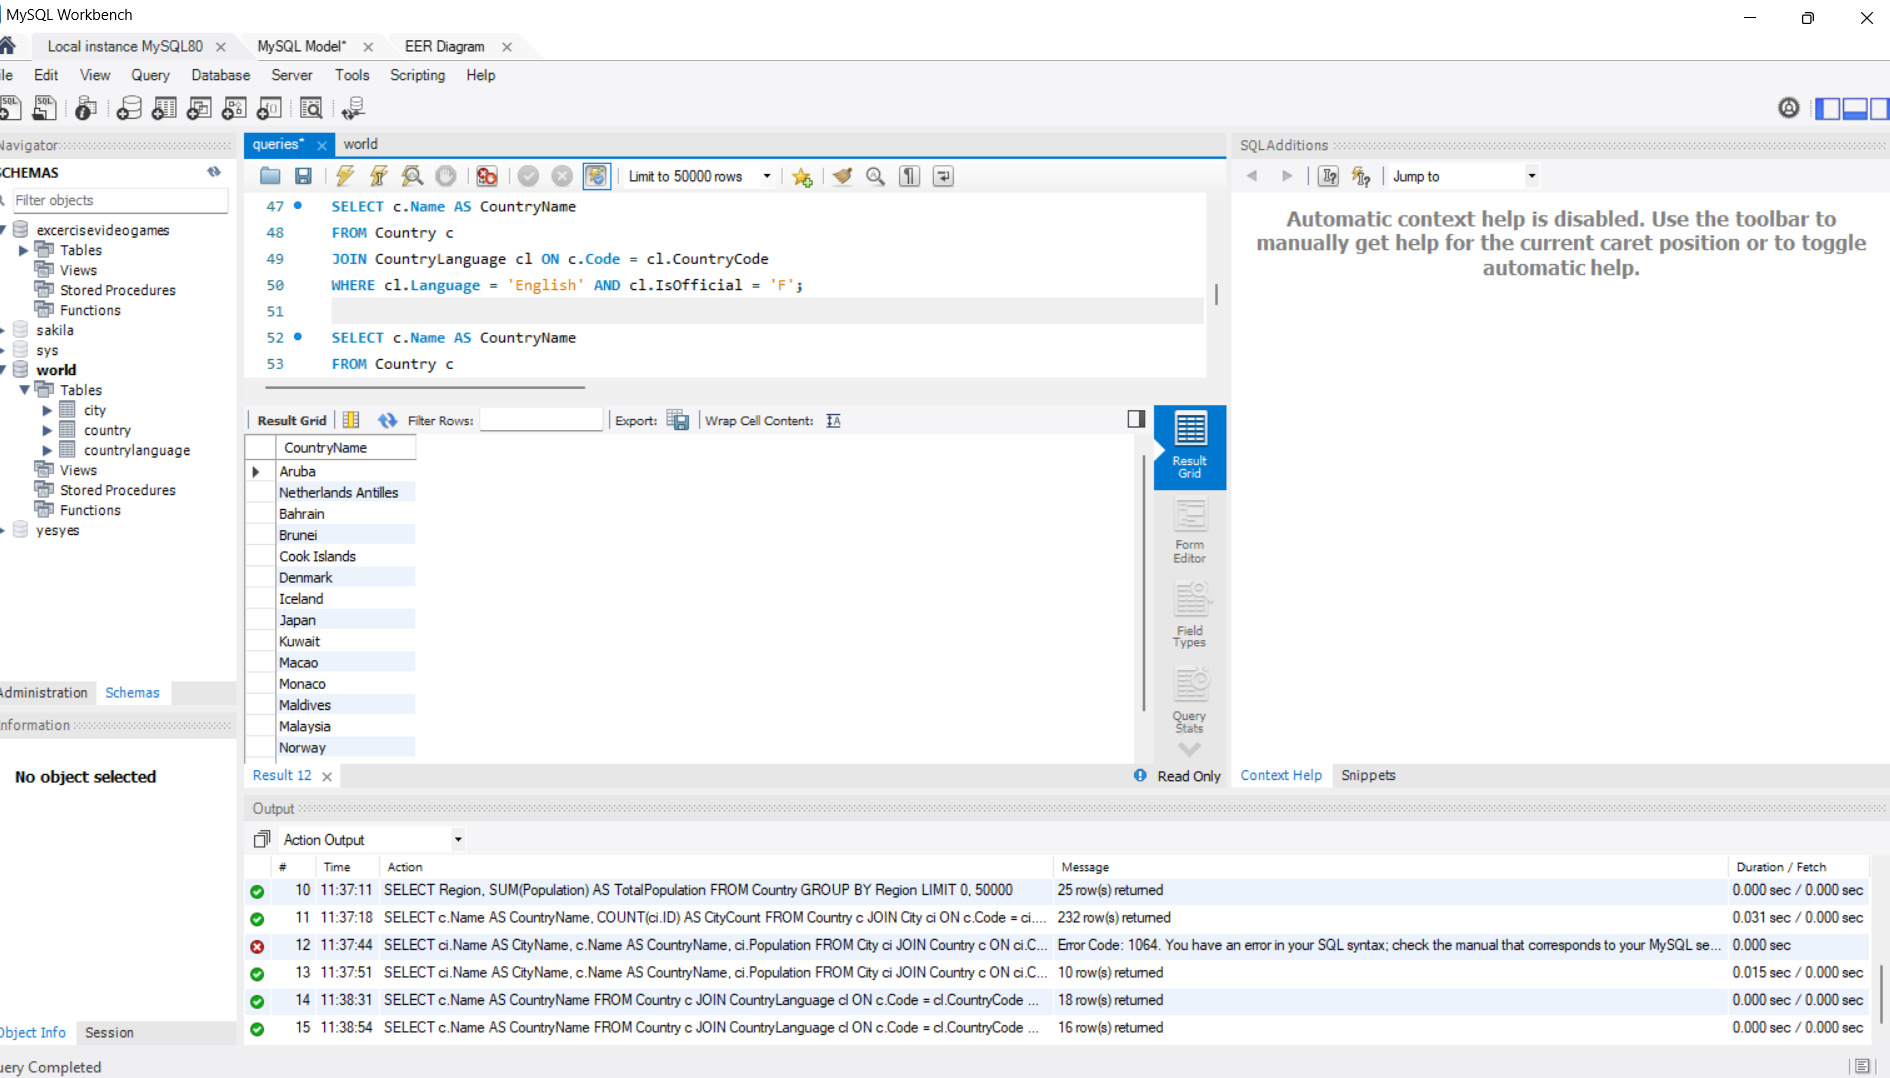 MySQL Workbench
Local instance MySQL80
MySQL Model*
EER Diagram
ile Edit View Query Database Server Tools Scripting Help
Navigator
SCHEMAS
Filter objects
excercisevideogames
Tables
Views
Stored Procedures
Functions
sakila
sys
world
Tables
city
country
countrylanguage
Views
Stored Procedures
Functions
yesyes
Administration Schemas
Information
No object selected
Object Info Session
uery Completed
queries* world
Limit to 50000 rows
47 SELECT c.Name AS CountryName
48 FROM Country c
49 JOIN CountryLanguage cl ON c.Code = cl.CountryCode
50 WHERE cl.Language = 'English' AND cl.IsOfficial = 'F';
51
52 SELECT c.Name AS CountryName
53 FROM Country c
Result Grid Filter Rows: Export: Wrap Cell Content:
CountryName
Aruba
Netherlands Antilles
Bahrain
Brunei
Cook Islands
Denmark
Iceland
Japan
Kuwait
Macao
Monaco
Maldives
Malaysia
Norway
Result Grid
Form Editor
Field Types
Query Stats
Result 12 Read Only
SQLAdditions
Jump to
Automatic context help is disabled. Use the toolbar to
manually get help for the current caret position or to toggle
automatic help.
Context Help Snippets
Output
Action Output
# Time Action Message Duration / Fetch
10 11:37:11 SELECT Region, SUM(Population) AS TotalPopulation FROM Country GROUP BY Region LIMIT 0, 50000 25 row(s) returned 0.000 sec / 0.000 sec
11 11:37:18 SELECT c.Name AS CountryName, COUNT(ci.ID) AS CityCount FROM Country c JOIN City ci ON c.Code = ci.... 232 row(s) returned 0.031 sec / 0.000 sec
12 11:37:44 SELECT ci.Name AS CityName, c.Name AS CountryName, ci.Population FROM City ci JOIN Country c ON ci.C... Error Code: 1064. You have an error in your SQL syntax; check the manual that corresponds to your MySQL se... 0.000 sec
13 11:37:51 SELECT ci.Name AS CityName, c.Name AS CountryName, ci.Population FROM City ci JOIN Country c ON ci.C... 10 row(s) returned 0.015 sec / 0.000 sec
14 11:38:31 SELECT c.Name AS CountryName FROM Country c JOIN CountryLanguage cl ON c.Code = cl.CountryCode ... 18 row(s) returned 0.000 sec / 0.000 sec
15 11:38:54 SELECT c.Name AS CountryName FROM Country c JOIN CountryLanguage cl ON c.Code = cl.CountryCode ... 16 row(s) returned 0.000 sec / 0.000 sec